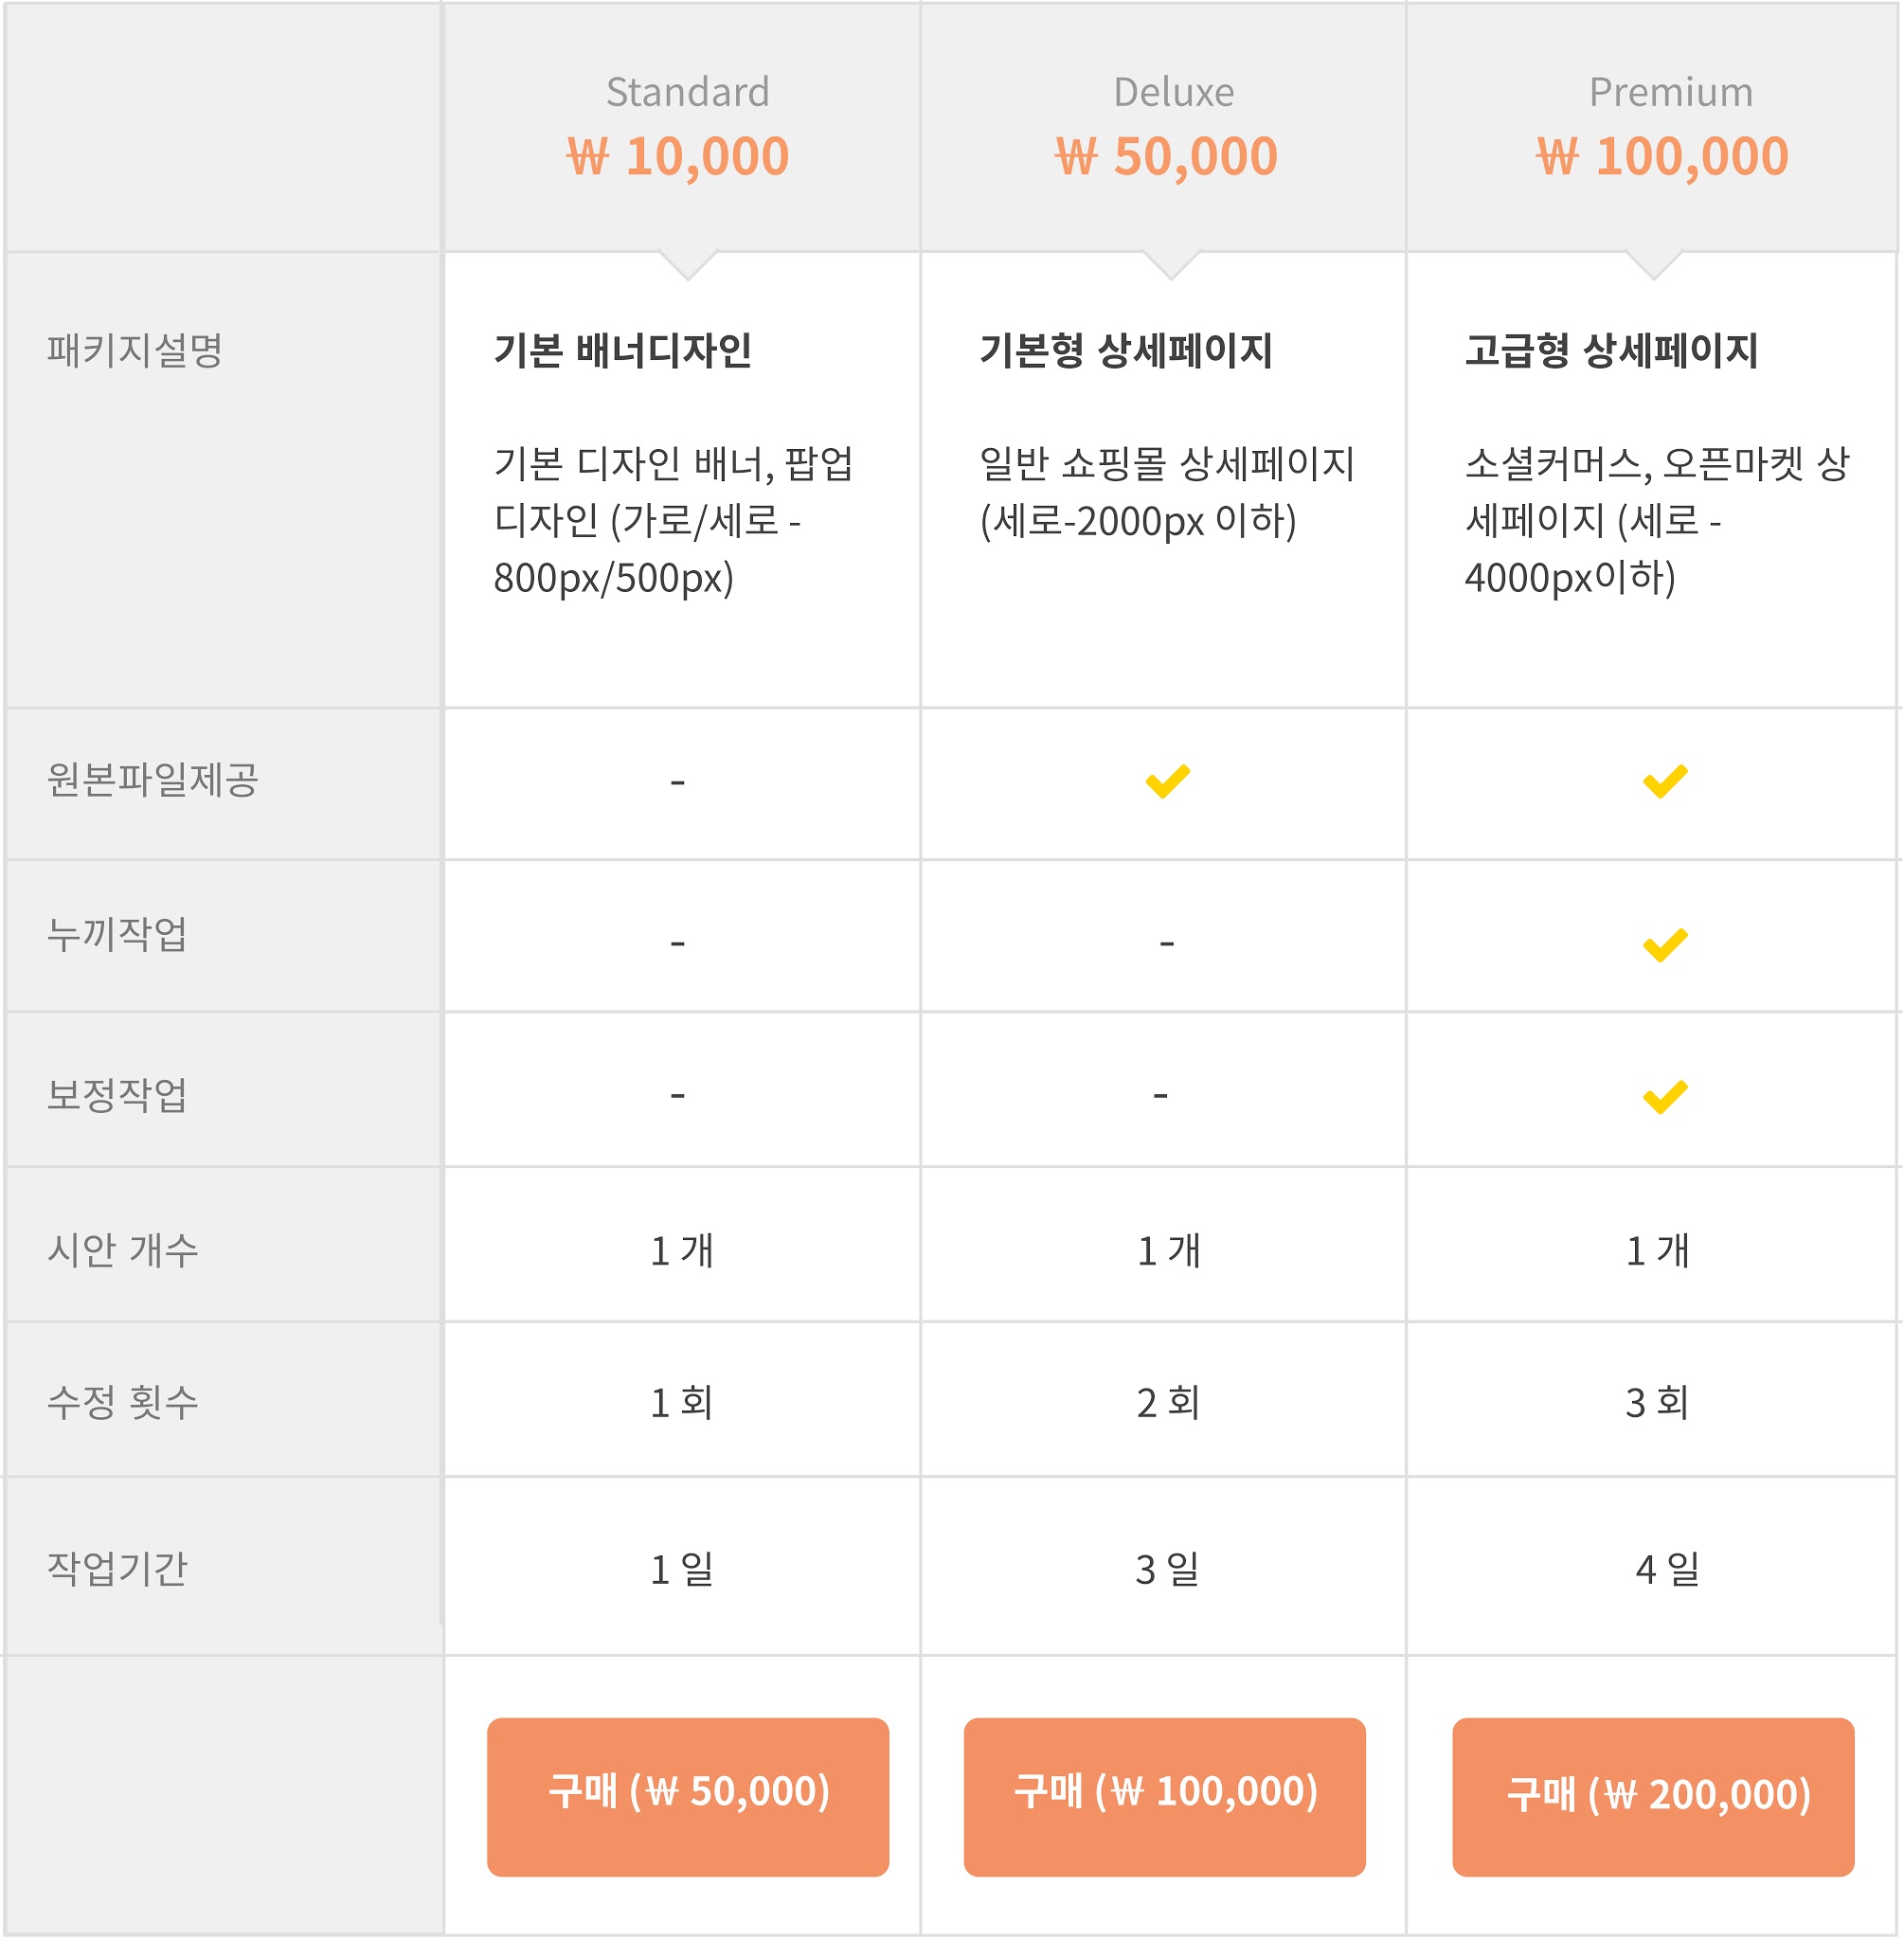 Standard
₩ 10,000
Deluxe
₩ 50,000
Premium
₩ 100,000
패키지설명
기본 배너디자인
기본 디자인 배너, 팝업
디자인 (가로/세로 -
800px/500px)
기본형 상세페이지
일반 쇼핑몰 상세페이지
(세로-2000px 이하)
고급형 상세페이지
소셜커머스, 오픈마켓 상
세페이지 (세로 -
4000px이하)
원본파일제공
-
누끼작업
-
-
보정작업
-
-
시안 개수
1 개
1 개
1 개
수정 횟수
1 회
2 회
3 회
작업기간
1 일
3 일
4 일
구매 (₩ 50,000)
구매 (₩ 100,000)
구매 (₩ 200,000)